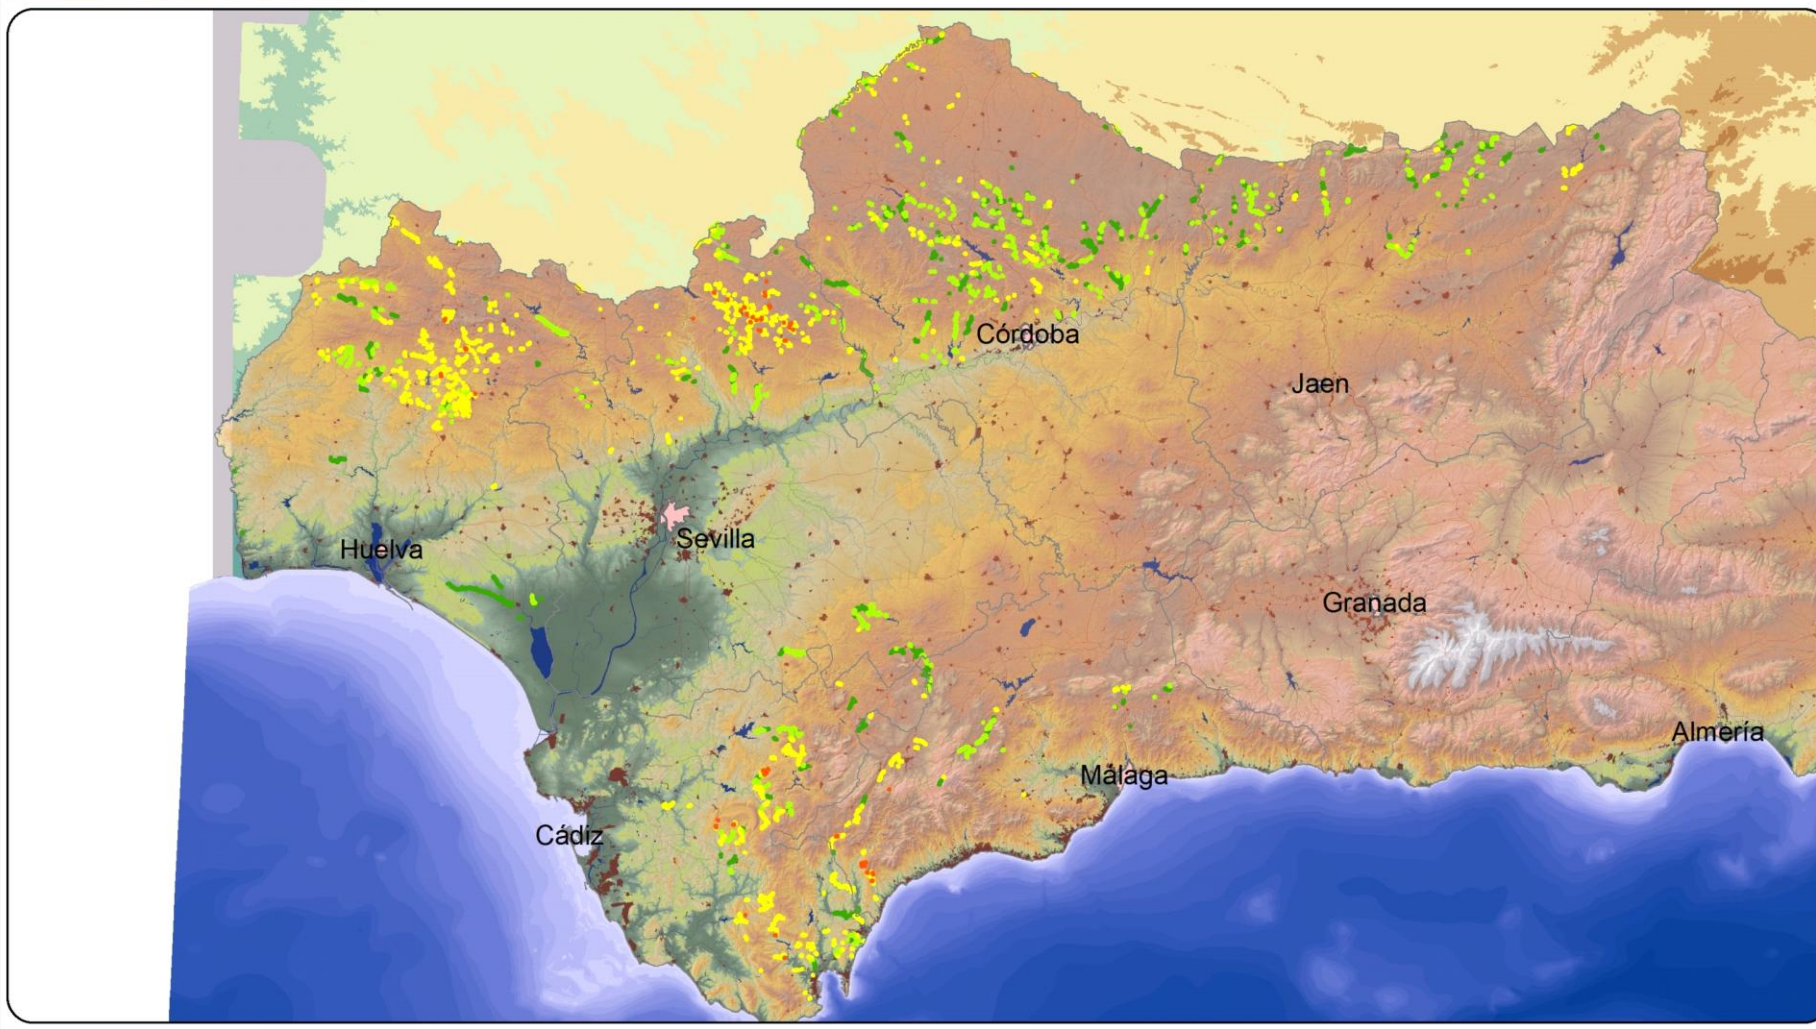 Córdoba
Jaen
Huelva
Sevilla
Granada
Almería
Málaga
Cádiz